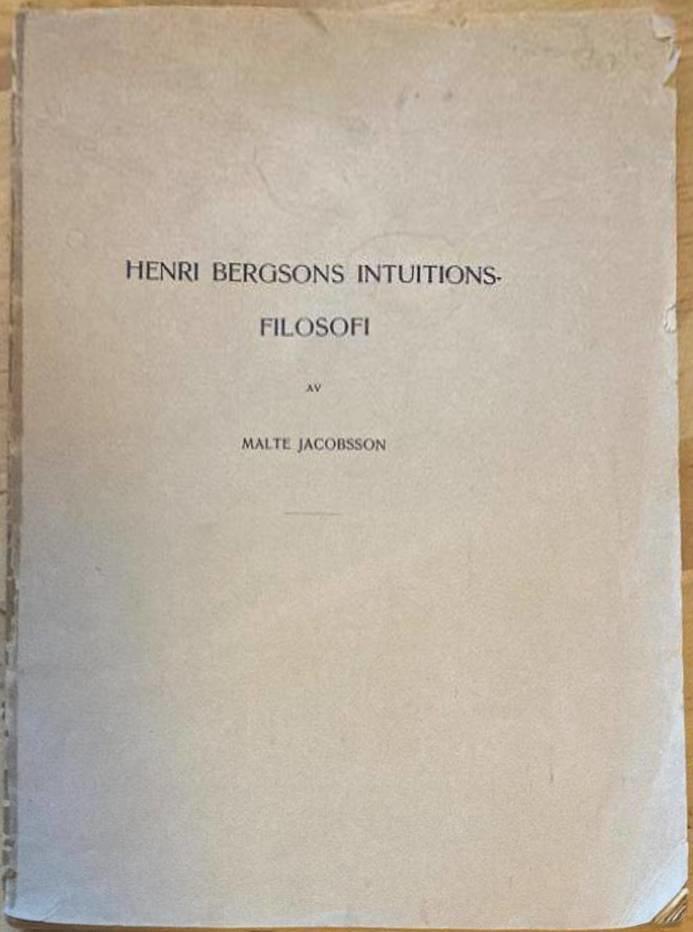 HENRI BERGSONS INTUITIONS-
FILOSOFI
AV
MALTE JACOBSSON